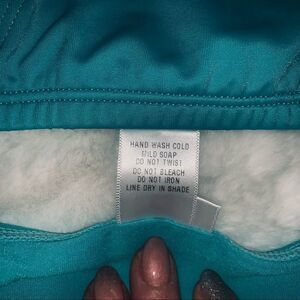 HAND WASH COLD
MILD SOAP
DO NOT TWIST
DO NOT BLEACH
DO NOT IRON
LINE DRY IN SHADE